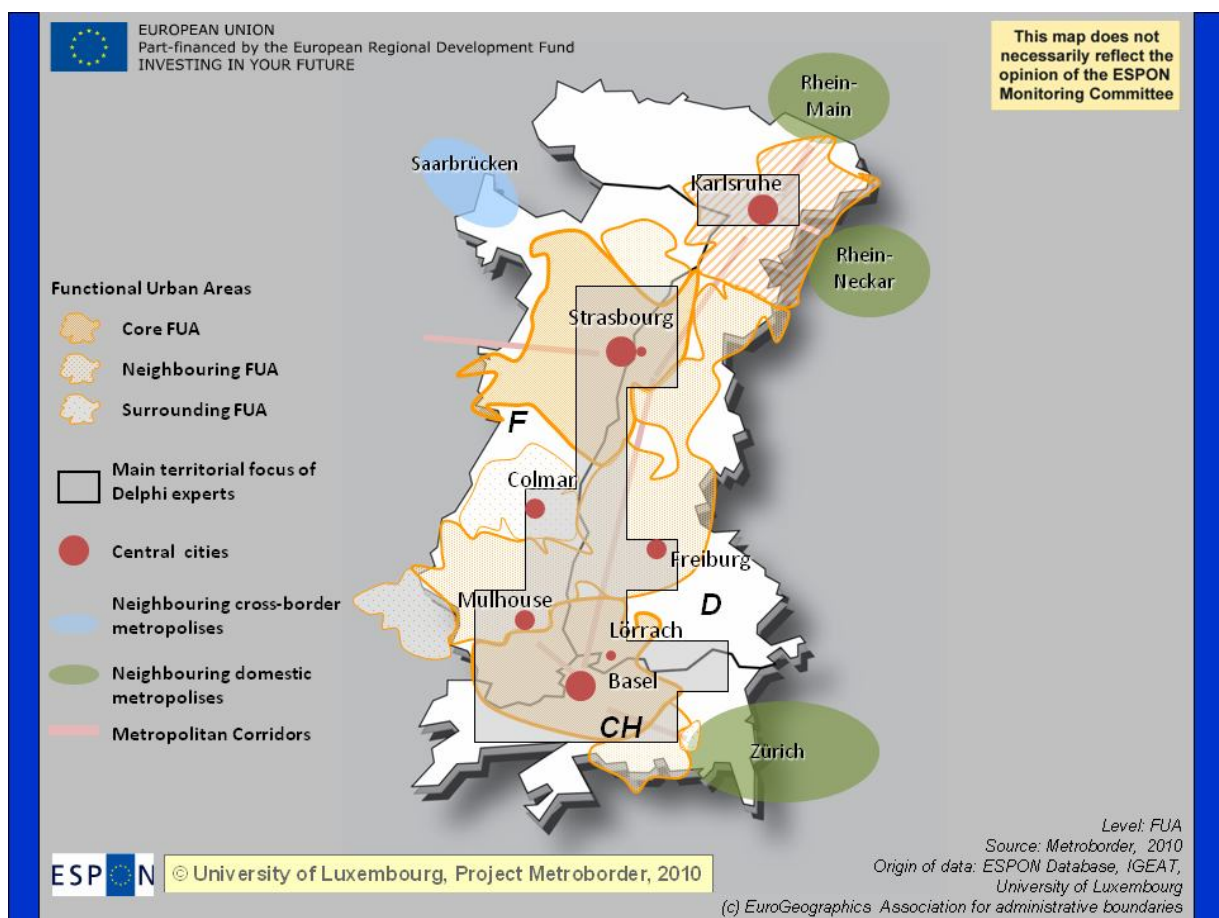 EUROPEAN UNION
Part-financed by the European Regional Development Fund
INVESTING IN YOUR FUTURE
This map does not
necessarily reflect the
opinion of the ESPON
Monitoring Committee
Rhein-
Main
Saarbrücken
Karlsruhe
Rhein-
Neckar
Strasbourg
F
Colmar
Freiburg
Mulhouse
D
Lörrach
Basel
CH
Zürich
Functional Urban Areas
Core FUA
Neighbouring FUA
Surrounding FUA
Main territorial focus of
Delphi experts
Central cities
Neighbouring cross-border
metropolises
Neighbouring domestic
metropolises
Metropolitan Corridors
ESPON
© University of Luxembourg, Project Metroborder, 2010
Level: FUA
Source: Metroborder, 2010
Origin of data: ESPON Database, IGEAT,
University of Luxembourg
(c) EuroGeographics Association for administrative boundaries